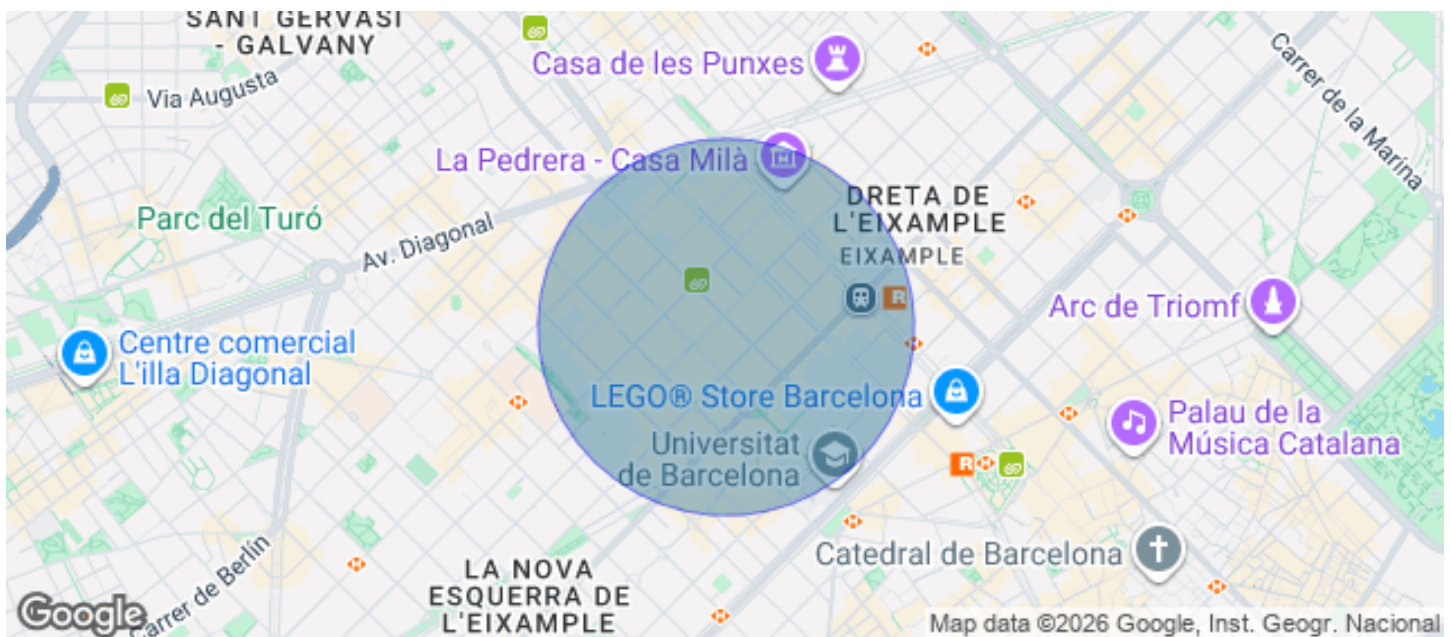 SANT GERVASI
- GALVANY
Casa de les Punxes
Via Augusta
Carrer de la Marina
La Pedrera - Casa Milà
DRETA DE
L'EIXAMPLE
EIXAMPLE
Parc del Turó
Av. Diagonal
R
Arc de Triomf
Centre comercial
L'illa Diagonal
LEGO® Store Barcelona
Palau de la
Música Catalana
Universitat
de Barcelona
R
Catedral de Barcelona
Carrer de Berlín
LA NOVA
ESQUERRA DE
L'EIXAMPLE
Google
Map data ©2026 Google, Inst. Geogr. Nacional